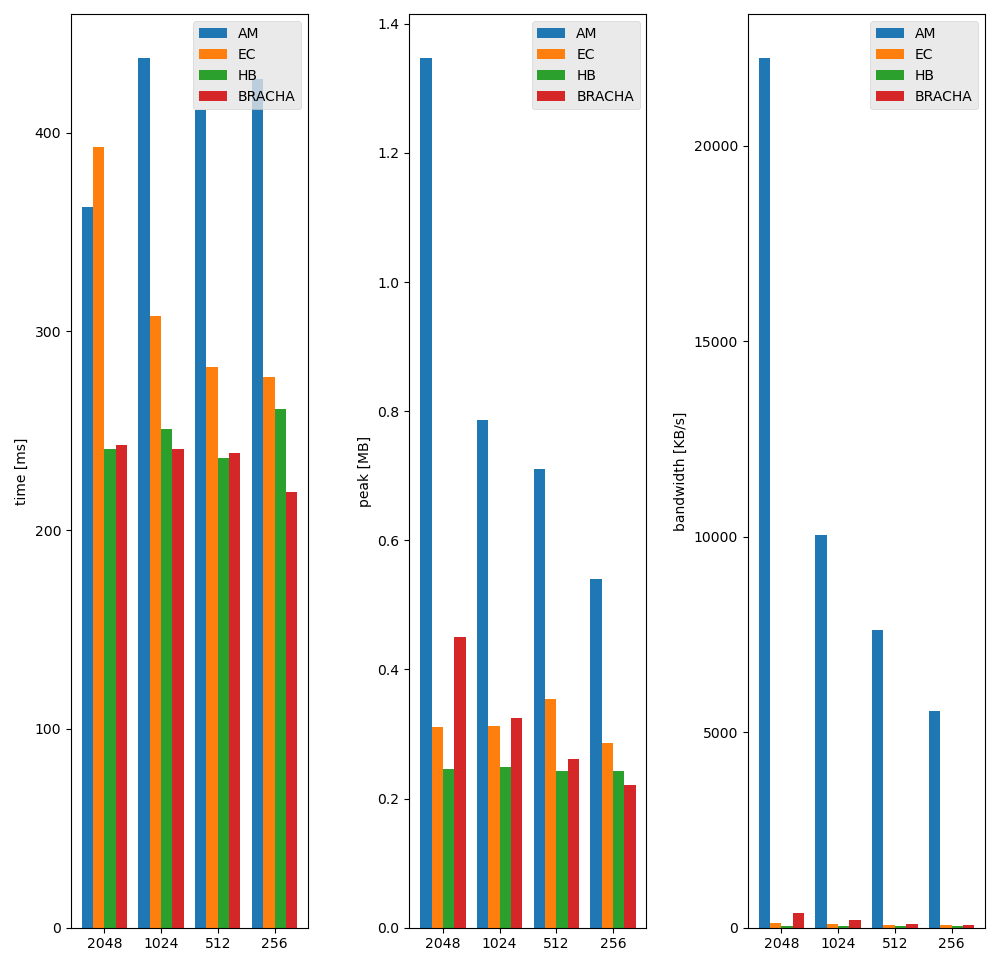 time [ms]
400
300
200
100
0
2048 1024 512 256
AM
EC
HB
BRACHA
peak [MB]
1.4
1.2
1.0
0.8
0.6
0.4
0.2
0.0
2048 1024 512 256
AM
EC
HB
BRACHA
bandwidth [KB/s]
20000
15000
10000
5000
0
2048 1024 512 256
AM
EC
HB
BRACHA